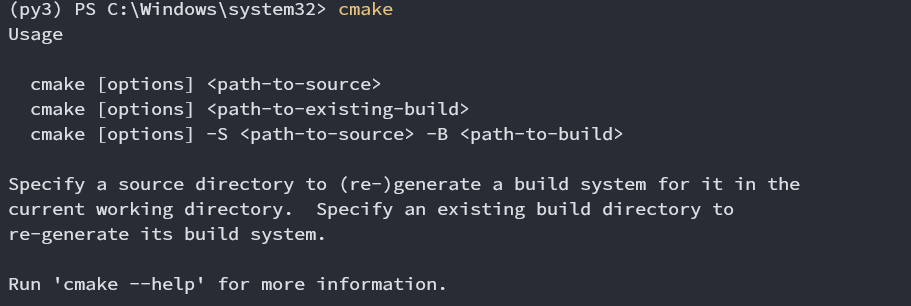 (py3) PS C:\Windows\system32> cmake
Usage
cmake [options] <path-to-source>
cmake [options] <path-to-existing-build>
cmake [options] -S <path-to-source> -B <path-to-build>
Specify a source directory to (re-)generate a build system for it in the
current working directory.  Specify an existing build directory to
re-generate its build system.
Run 'cmake --help' for more information.